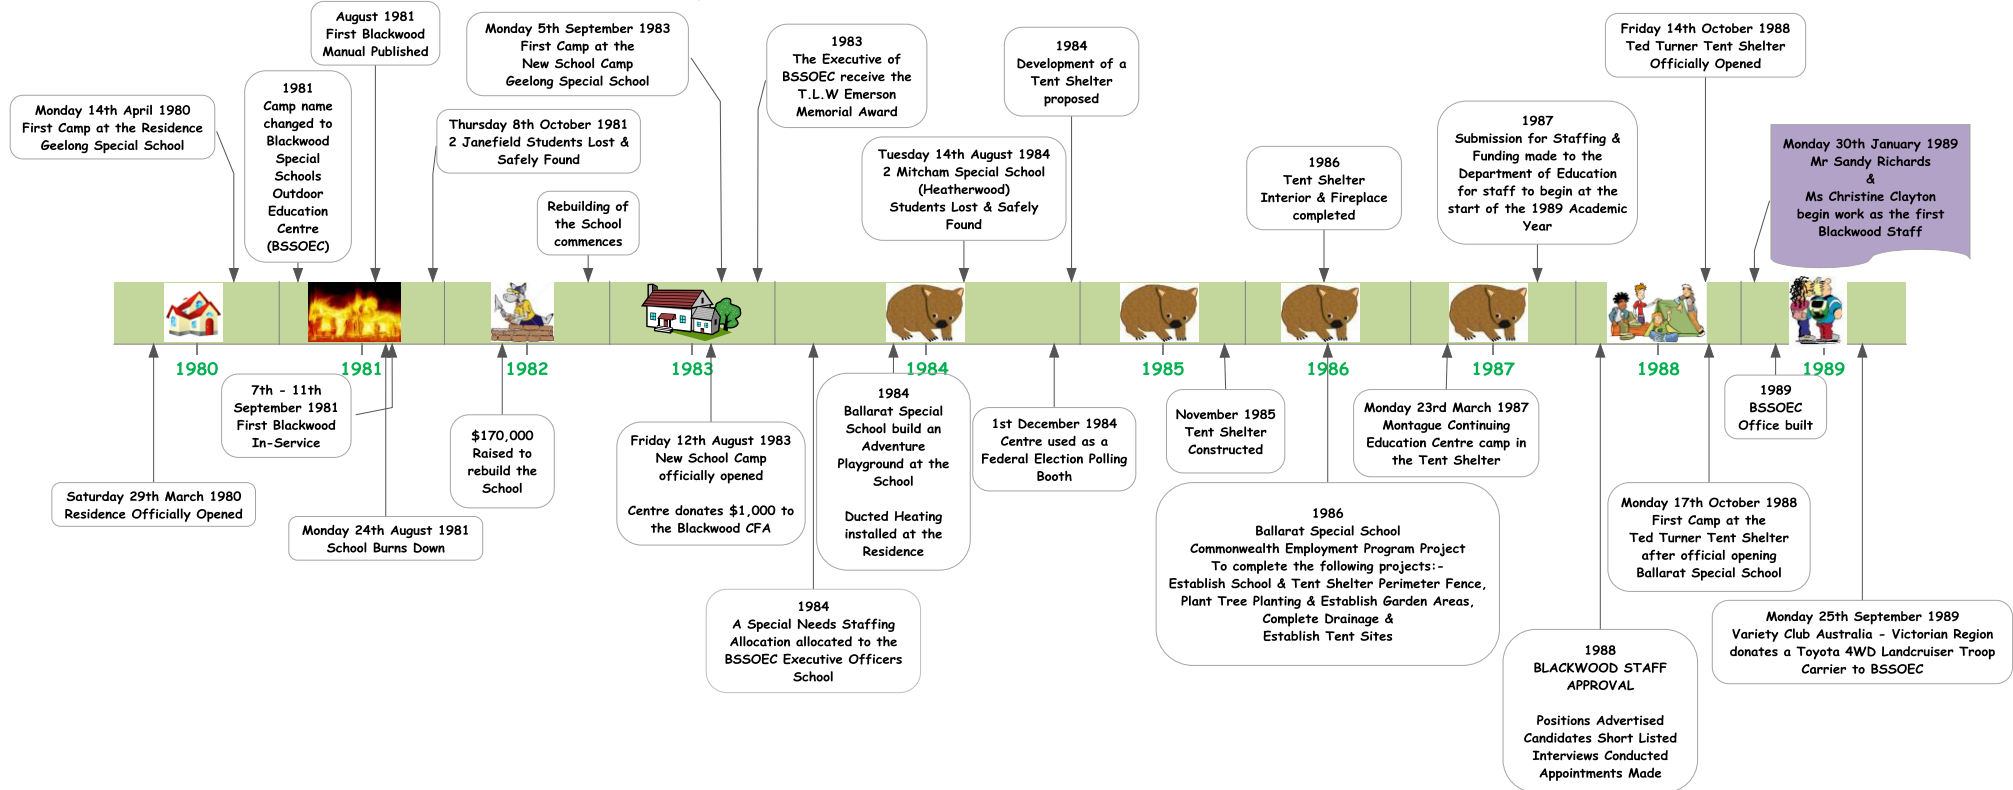 Monday 14th April 1980
First Camp at the Residence
Geelong Special School
1981
Camp name
changed to
Blackwood
Special
Schools
Outdoor
Education
Centre
(BSSOEC)
August 1981
First Blackwood
Manual Published
Thursday 8th October 1981
2 Janefield Students Lost &
Safely Found
Monday 5th September 1983
First Camp at the
New School Camp
Geelong Special School
Rebuilding of
the School
commences
1983
The Executive of
BSSOEC receive the
T.L.W Emerson
Memorial Award
Tuesday 14th August 1984
2 Mitcham Special School
(Heatherwood)
Students Lost & Safely
Found
1984
Development of a
Tent Shelter
proposed
1986
Tent Shelter
Interior & Fireplace
completed
1987
Submission for Staffing &
Funding made to the
Department of Education
for staff to begin at the
start of the 1989 Academic
Year
Friday 14th October 1988
Ted Turner Tent Shelter
Officially Opened
Monday 30th January 1989
Mr Sandy Richards
&
Ms Christine Clayton
begin work as the first
Blackwood Staff
1980
1981
1982
1983
1984
1985
1986
1987
1988
1989
Saturday 29th March 1980
Residence Officially Opened
7th - 11th
September 1981
First Blackwood
In-Service
Monday 24th August 1981
School Burns Down
$170,000
Raised to
rebuild the
School
Friday 12th August 1983
New School Camp
officially opened
Centre donates $1,000 to
the Blackwood CFA
1984
A Special Needs Staffing
Allocation allocated to the
BSSOEC Executive Officers
School
1984
Ballarat Special
School build an
Adventure
Playground at the
School
Ducted Heating
installed at the
Residence
1st December 1984
Centre used as a
Federal Election Polling
Booth
November 1985
Tent Shelter
Constructed
1986
Ballarat Special School
Commonwealth Employment Program Project
To complete the following projects:-
Establish School & Tent Shelter Perimeter Fence,
Plant Tree Planting & Establish Garden Areas,
Complete Drainage &
Establish Tent Sites
Monday 23rd March 1987
Montague Continuing
Education Centre camp in
the Tent Shelter
1988
BLACKWOOD STAFF
APPROVAL
Positions Advertised
Candidates Short Listed
Interviews Conducted
Appointments Made
Monday 17th October 1988
First Camp at the
Ted Turner Tent Shelter
after official opening
Ballarat Special School
1989
BSSOEC
Office built
Monday 25th September 1989
Variety Club Australia - Victorian Region
donates a Toyota 4WD Landcruiser Troop
Carrier to BSSOEC